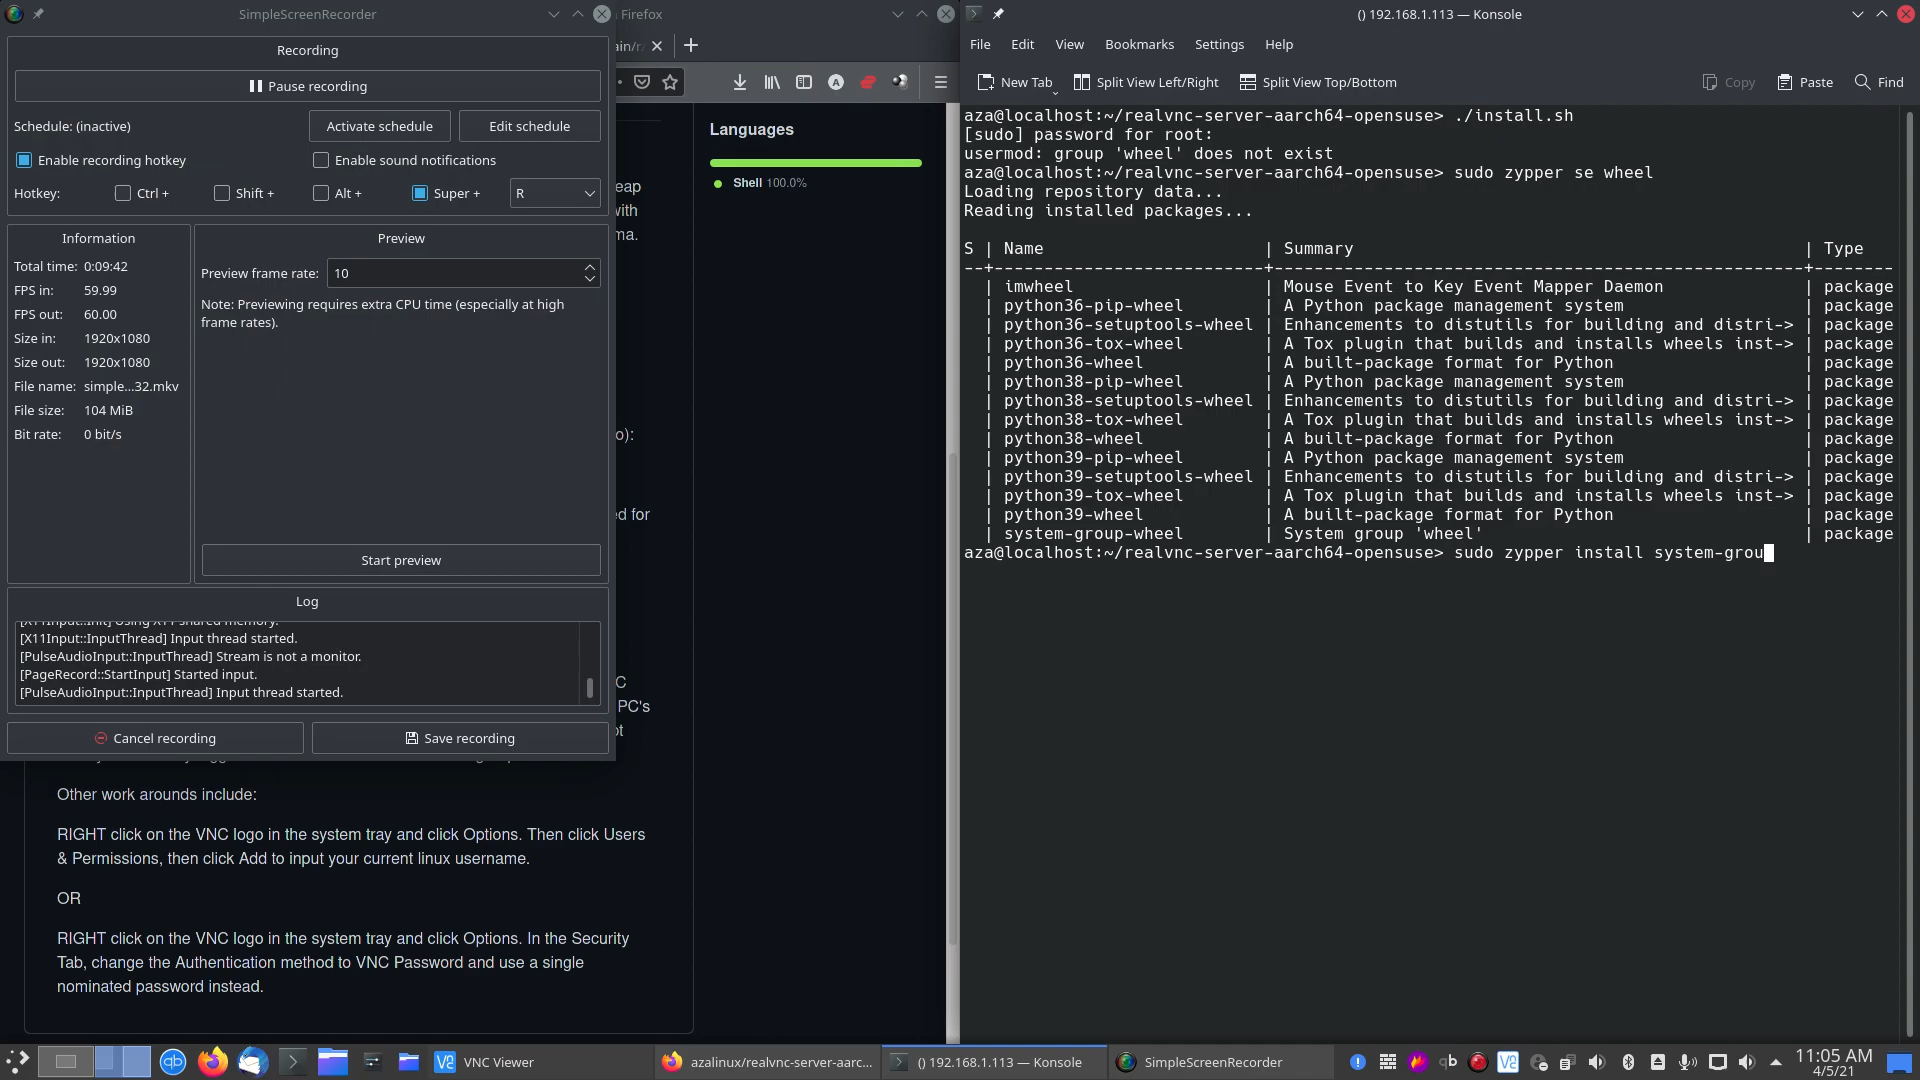 SimpleScreenRecorder
Recording
Pause recording
Schedule: (inactive)
Activate schedule
Edit schedule
Enable recording hotkey
Enable sound notifications
Hotkey:
Ctrl +
Shift +
Alt +
Super +
R
Information
Total time: 0:09:42
FPS in: 59.99
FPS out: 60.00
Size in: 1920x1080
Size out: 1920x1080
File name: simple...32.mkv
File size: 104 MiB
Bit rate: 0 bit/s
Preview
Preview frame rate: 10
Note: Previewing requires extra CPU time (especially at high
frame rates).
Start preview
Log
[X11Input::Init] Using X11 shared memory.
[X11Input::InputThread] Input thread started.
[PulseAudioInput::InputThread] Stream is not a monitor.
[PageRecord::StartInput] Started input.
[PulseAudioInput::InputThread] Input thread started.
Cancel recording
Save recording
Firefox
ain/r
eap
with
ma.
o):
ed for
C
PC's
ot
Languages
Shell 100.0%
Other work arounds include:
RIGHT click on the VNC logo in the system tray and click Options. Then click Users
& Permissions, then click Add to input your current linux username.
OR
RIGHT click on the VNC logo in the system tray and click Options. In the Security
Tab, change the Authentication method to VNC Password and use a single
nominated password instead.
() 192.168.1.113 — Konsole
File Edit View Bookmarks Settings Help
New Tab Split View Left/Right Split View Top/Bottom Copy Paste Find
aza@localhost:~/realvnc-server-aarch64-opensuse> ./install.sh
[sudo] password for root:
usermod: group 'wheel' does not exist
aza@localhost:~/realvnc-server-aarch64-opensuse> sudo zypper se wheel
Loading repository data...
Reading installed packages...
S | Name | Summary | Type
--+---------------------------+-----------------------------------------------------+--------
| imwheel | Mouse Event to Key Event Mapper Daemon | package
| python36-pip-wheel | A Python package management system | package
| python36-setuptools-wheel | Enhancements to distutils for building and distri-> | package
| python36-tox-wheel | A Tox plugin that builds and installs wheels inst-> | package
| python36-wheel | A built-package format for Python | package
| python38-pip-wheel | A Python package management system | package
| python38-setuptools-wheel | Enhancements to distutils for building and distri-> | package
| python38-tox-wheel | A Tox plugin that builds and installs wheels inst-> | package
| python38-wheel | A built-package format for Python | package
| python39-pip-wheel | A Python package management system | package
| python39-setuptools-wheel | Enhancements to distutils for building and distri-> | package
| python39-tox-wheel | A Tox plugin that builds and installs wheels inst-> | package
| python39-wheel | A built-package format for Python | package
| system-group-wheel | System group 'wheel' | package
aza@localhost:~/realvnc-server-aarch64-opensuse> sudo zypper install system-grou
VNC Viewer
azalinux/realvnc-server-aarc...
() 192.168.1.113 — Konsole
SimpleScreenRecorder
11:05 AM
4/5/21